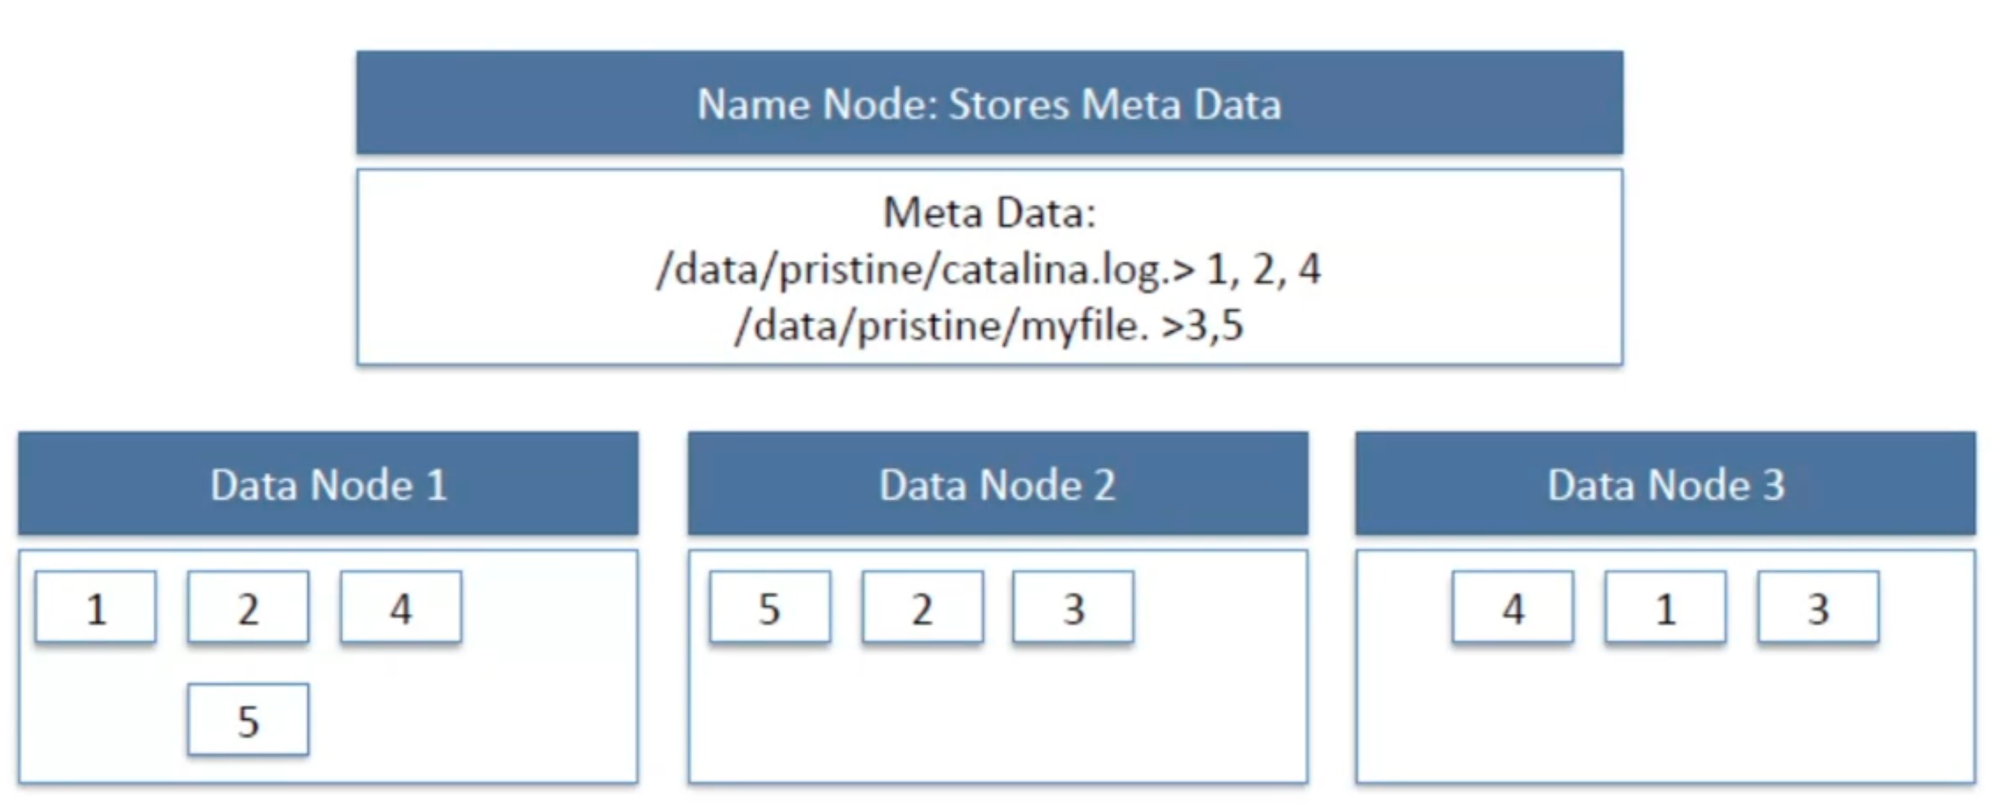 Name Node: Stores Meta Data
Meta Data:
/data/pristine/catalina.log.> 1, 2, 4
/data/pristine/myfile. >3,5
Data Node 1
1 2 4
5
Data Node 2
5 2 3
Data Node 3
4 1 3